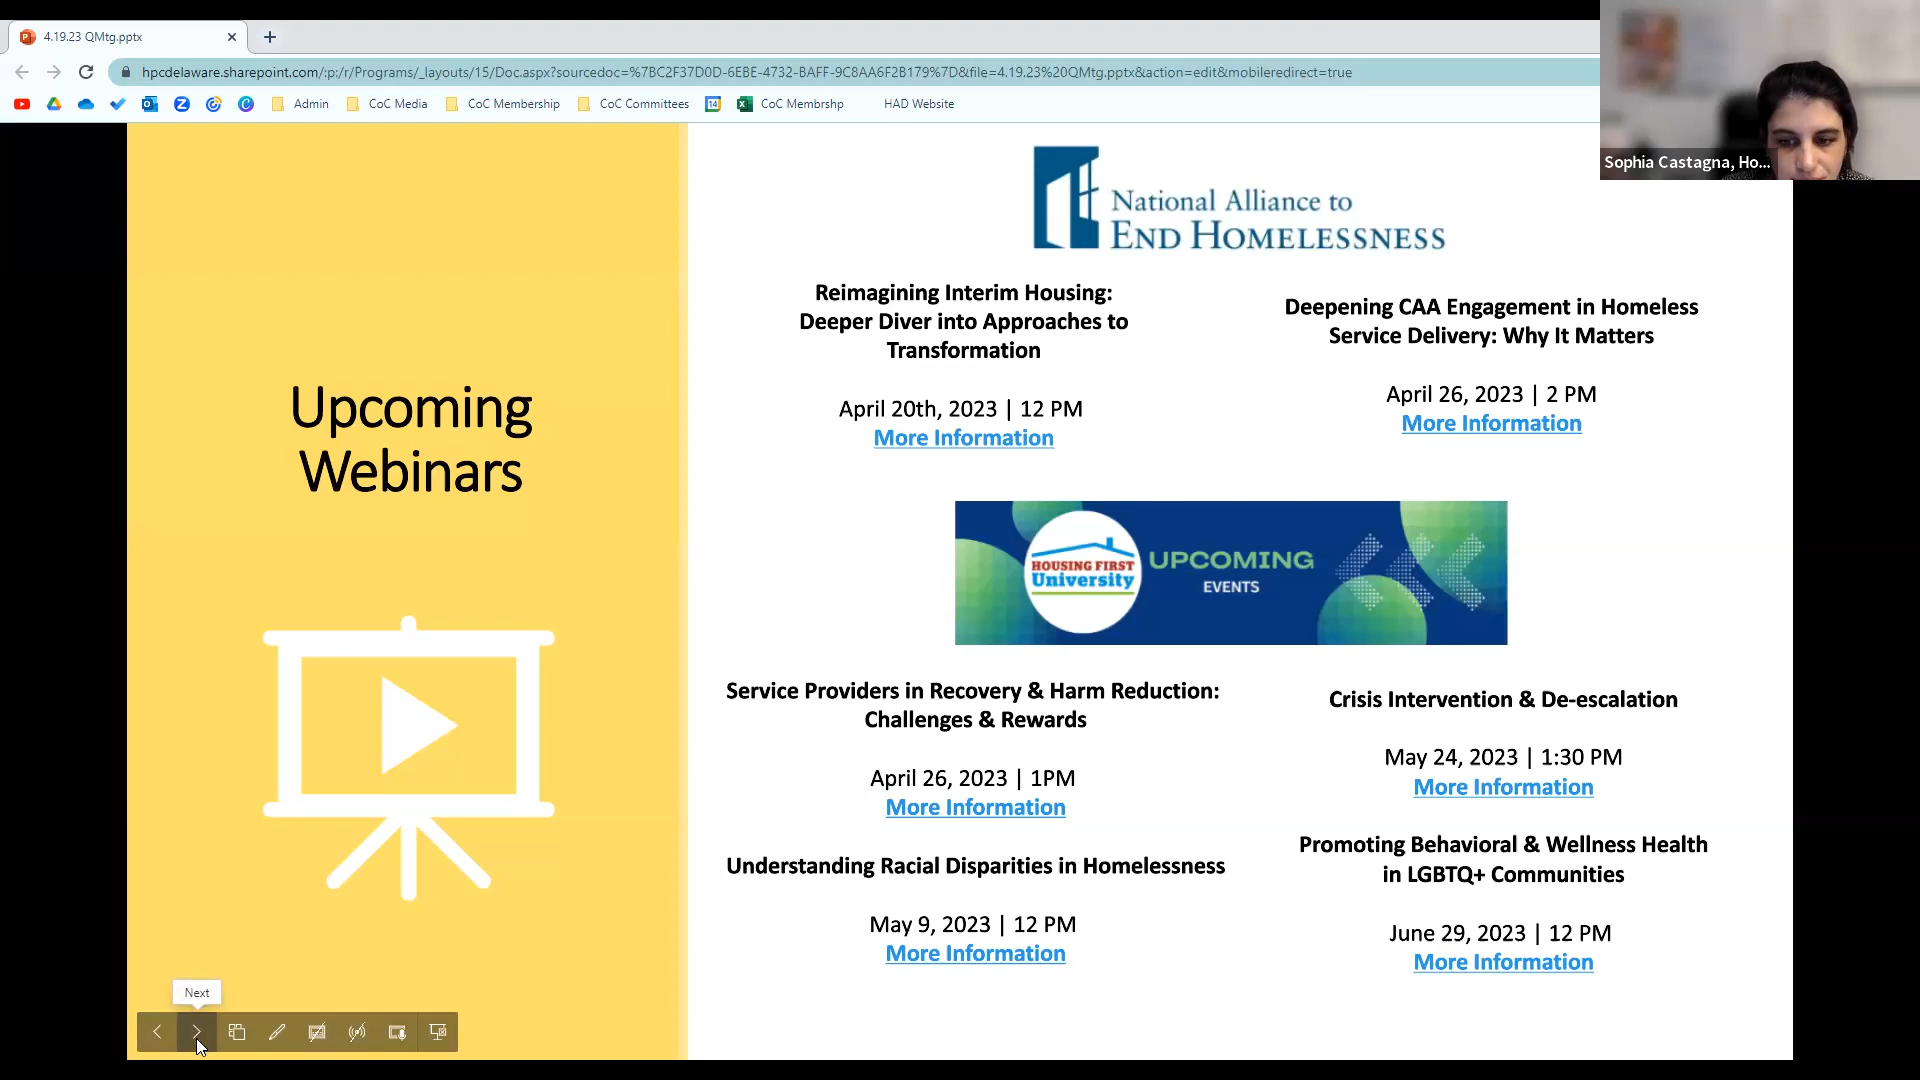 4.19.23 QMtg.pptx
hpcdelaware.sharepoint.com/:p:/r/Programs/_layouts/15/Doc.aspx?sourcedoc=%7BC2F37D0D-6EBE-4732-BAFF-9C8AA6F2B179%7D&file=4.19.23%20QMtg.pptx&action=edit&mobileredirect=true
Admin CoC Media CoC Membership CoC Committees 14 CoC Membrshp HAD Website
Sophia Castagna, Ho...
Upcoming
Webinars
National Alliance to
END HOMELESSNESS
Reimagining Interim Housing:
Deeper Diver into Approaches to
Transformation
April 20th, 2023 | 12 PM
More Information
Deepening CAA Engagement in Homeless
Service Delivery: Why It Matters
April 26, 2023 | 2 PM
More Information
HOUSING FIRST
University
UPCOMING
EVENTS
Service Providers in Recovery & Harm Reduction:
Challenges & Rewards
April 26, 2023 | 1PM
More Information
Understanding Racial Disparities in Homelessness
May 9, 2023 | 12 PM
More Information
Crisis Intervention & De-escalation
May 24, 2023 | 1:30 PM
More Information
Promoting Behavioral & Wellness Health
in LGBTQ+ Communities
June 29, 2023 | 12 PM
More Information
Next